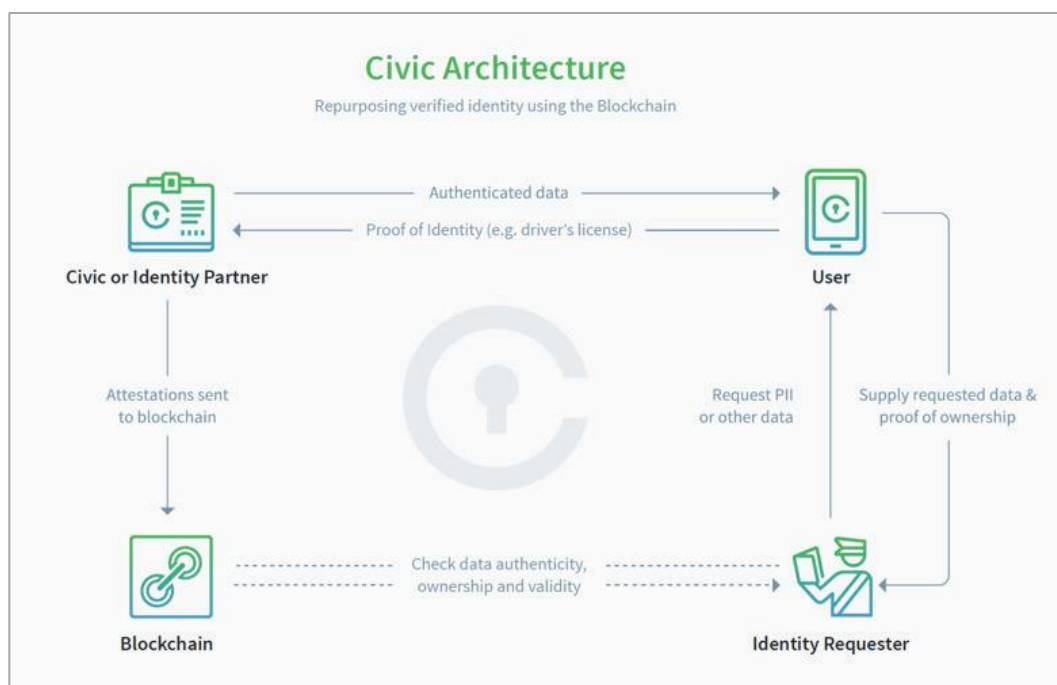 Civic Architecture
Repurposing verified identity using the Blockchain
Authenticated data
Proof of Identity (e.g. driver's license)
Civic or Identity Partner
User
Attestations sent
to blockchain
Request PII
or other data
Supply requested data &
proof of ownership
Check data authenticity,
ownership and validity
Blockchain
Identity Requester